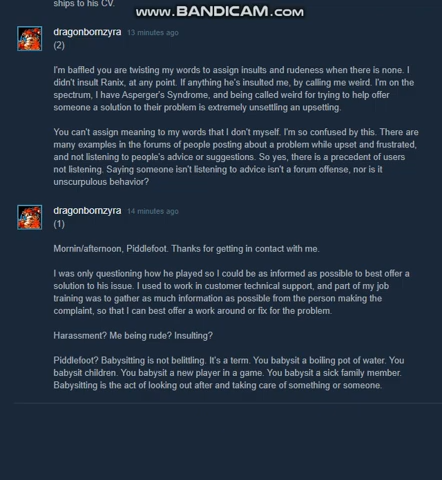 ships to his CV.
www.BANDICAM.com
dragonbornzyra 13 minutes ago
(2)
I'm baffled you are twisting my words to assign insults and rudeness when there is none. I
didn't insult Ranix, at any point. If anything he's insulted me, by calling me weird. I'm on the
spectrum, I have Asperger's Syndrome, and being called weird for trying to help offer
someone a solution to their problem is extremely unsettling an upsetting.
You can't assign meaning to my words that I don't myself. I'm so confused by this. There are
many examples in the forums of people posting about a problem while upset and frustrated,
and not listening to people's advice or suggestions. So yes, there is a precedent of users
not listening. Saying someone isn't listening to advice isn't a forum offense, nor is it
unscurpulous behavior?
dragonbornzyra 14 minutes ago
(1)
Mornin/afternoon, Piddlefoot. Thanks for getting in contact with me.
I was only questioning how he played so I could be as informed as possible to best offer a
solution to his issue. I used to work in customer technical support, and part of my job
training was to gather as much information as possible from the person making the
complaint, so that I can best offer a work around or fix for the problem.
Harassment? Me being rude? Insulting?
Piddlefoot? Babysitting is not belittling. It's a term. You babysit a boiling pot of water. You
babysit children. You babysit a new player in a game. You babysit a sick family member.
Babysitting is the act of looking out after and taking care of something or someone.